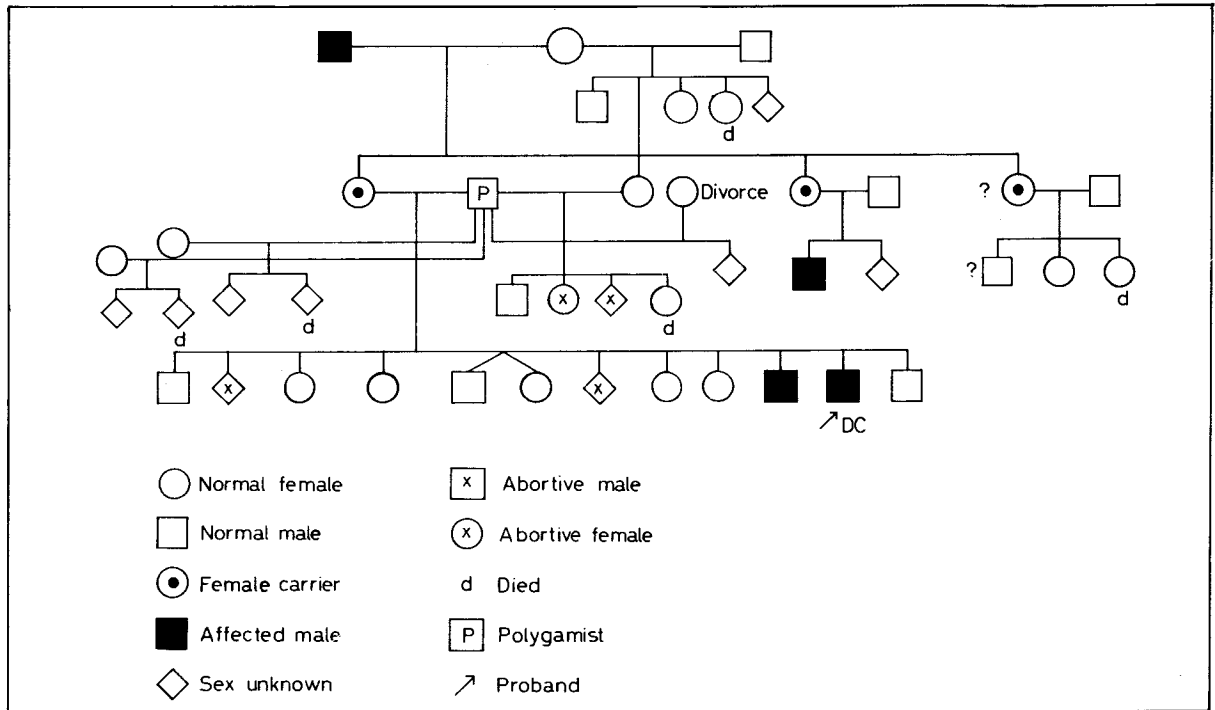 d
P
Divorce
?
?
x
x
d
d
d
d
x
x
DC
Normal female
x Abortive male
Normal male
x Abortive female
Female carrier
d Died
Affected male
P Polygamist
Sex unknown
Proband